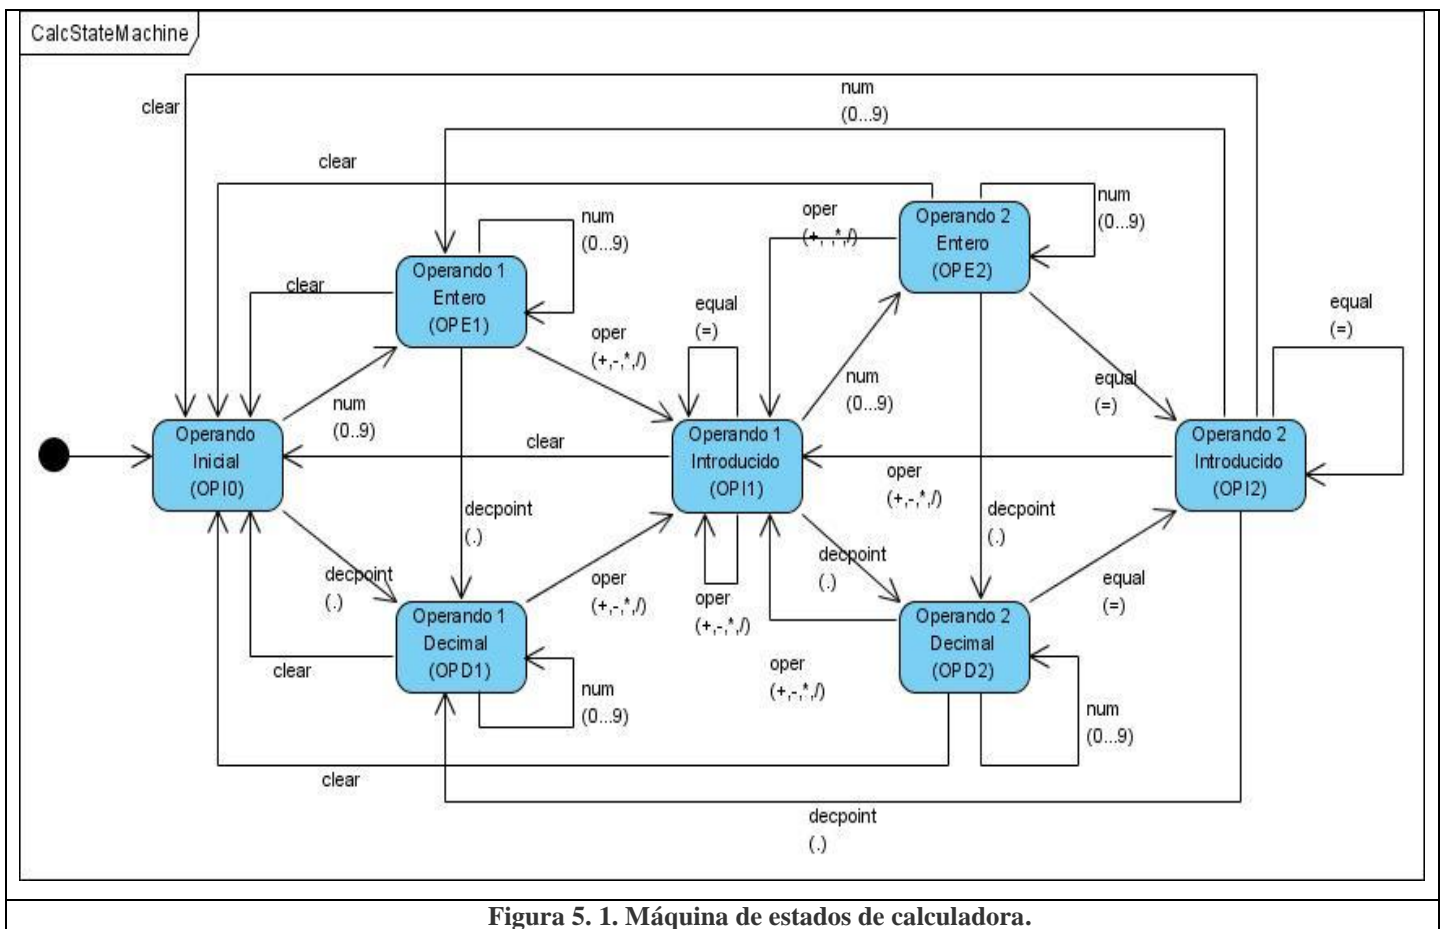 CalcStateMachine
clear
num
(0...9)
clear
num
(0...9)
oper
(+,-,*,/)
Operando 2
Entero
(OPE2)
num
(0...9)
Operando 1
Entero
(OPE1)
clear
oper
(+,-,*,/)
equal
(=)
equal
(=)
num
(0..9)
num
(0...9)
equal
(=)
Operando
Inicial
(OPI0)
clear
Operando 1
Introducido
(OPI1)
oper
(+,-,*,/)
Operando 2
Introducido
(OPI2)
decpoint
(.)
decpoint
(.)
decpoint
(.)
decpoint
(.)
oper
(+,-,*,/)
oper
(+,-,*,/)
equal
(=)
Operando 1
Decimal
(OPD1)
Operando 2
Decimal
(OPD2)
clear
num
(0...9)
oper
(+,-,*,/)
num
(0...9)
clear
decpoint
(.)
Figura 5. 1. Máquina de estados de calculadora.